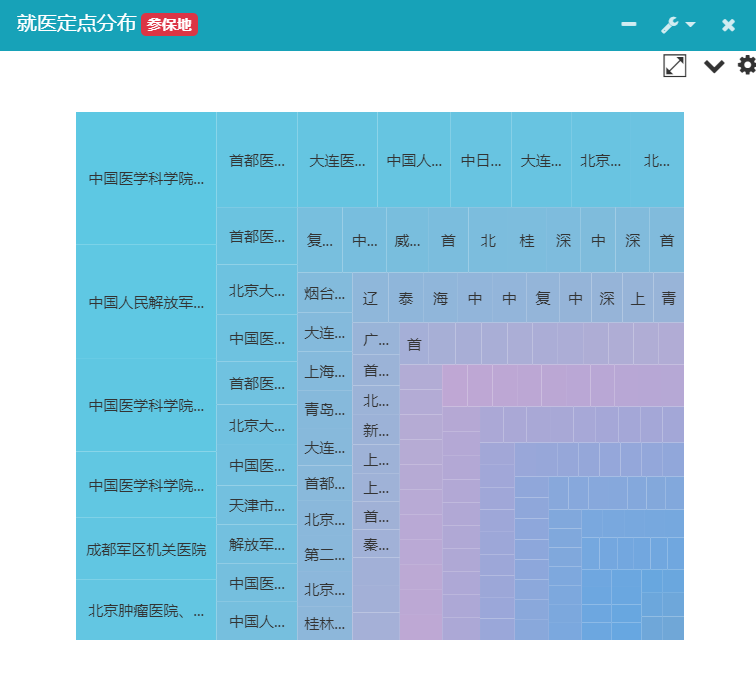 就医定点分布 参保地
中国医学科学院...
中国人民解放军...
中国医学科学院...
中国医学科学院...
成都军区机关医院
北京肿瘤医院、...
首都医...
首都医...
北京大...
中国医...
首都医...
北京大...
中国医...
天津市...
解放军...
中国医...
中国人...
大连医...
中国人...
中日...
大连...
北京...
北...
复...
中...
威...
首
北
桂
深
中
深
首
烟台...
大连...
上海...
青岛...
大连...
首都...
北京...
第二...
北京...
桂林...
辽
泰
海
中
中
复
中
深
上
青
广...
首...
北...
新...
上...
上...
首...
秦...
首